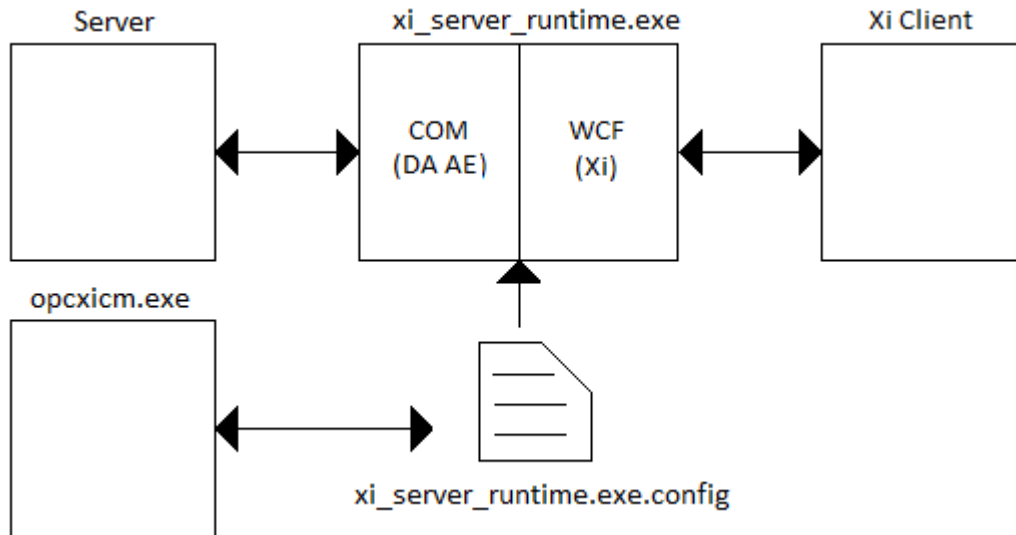 Server
xi_server_runtime.exe
Xi Client
COM
(DA AE)
WCF
(Xi)
opcxicm.exe
xi_server_runtime.exe.config